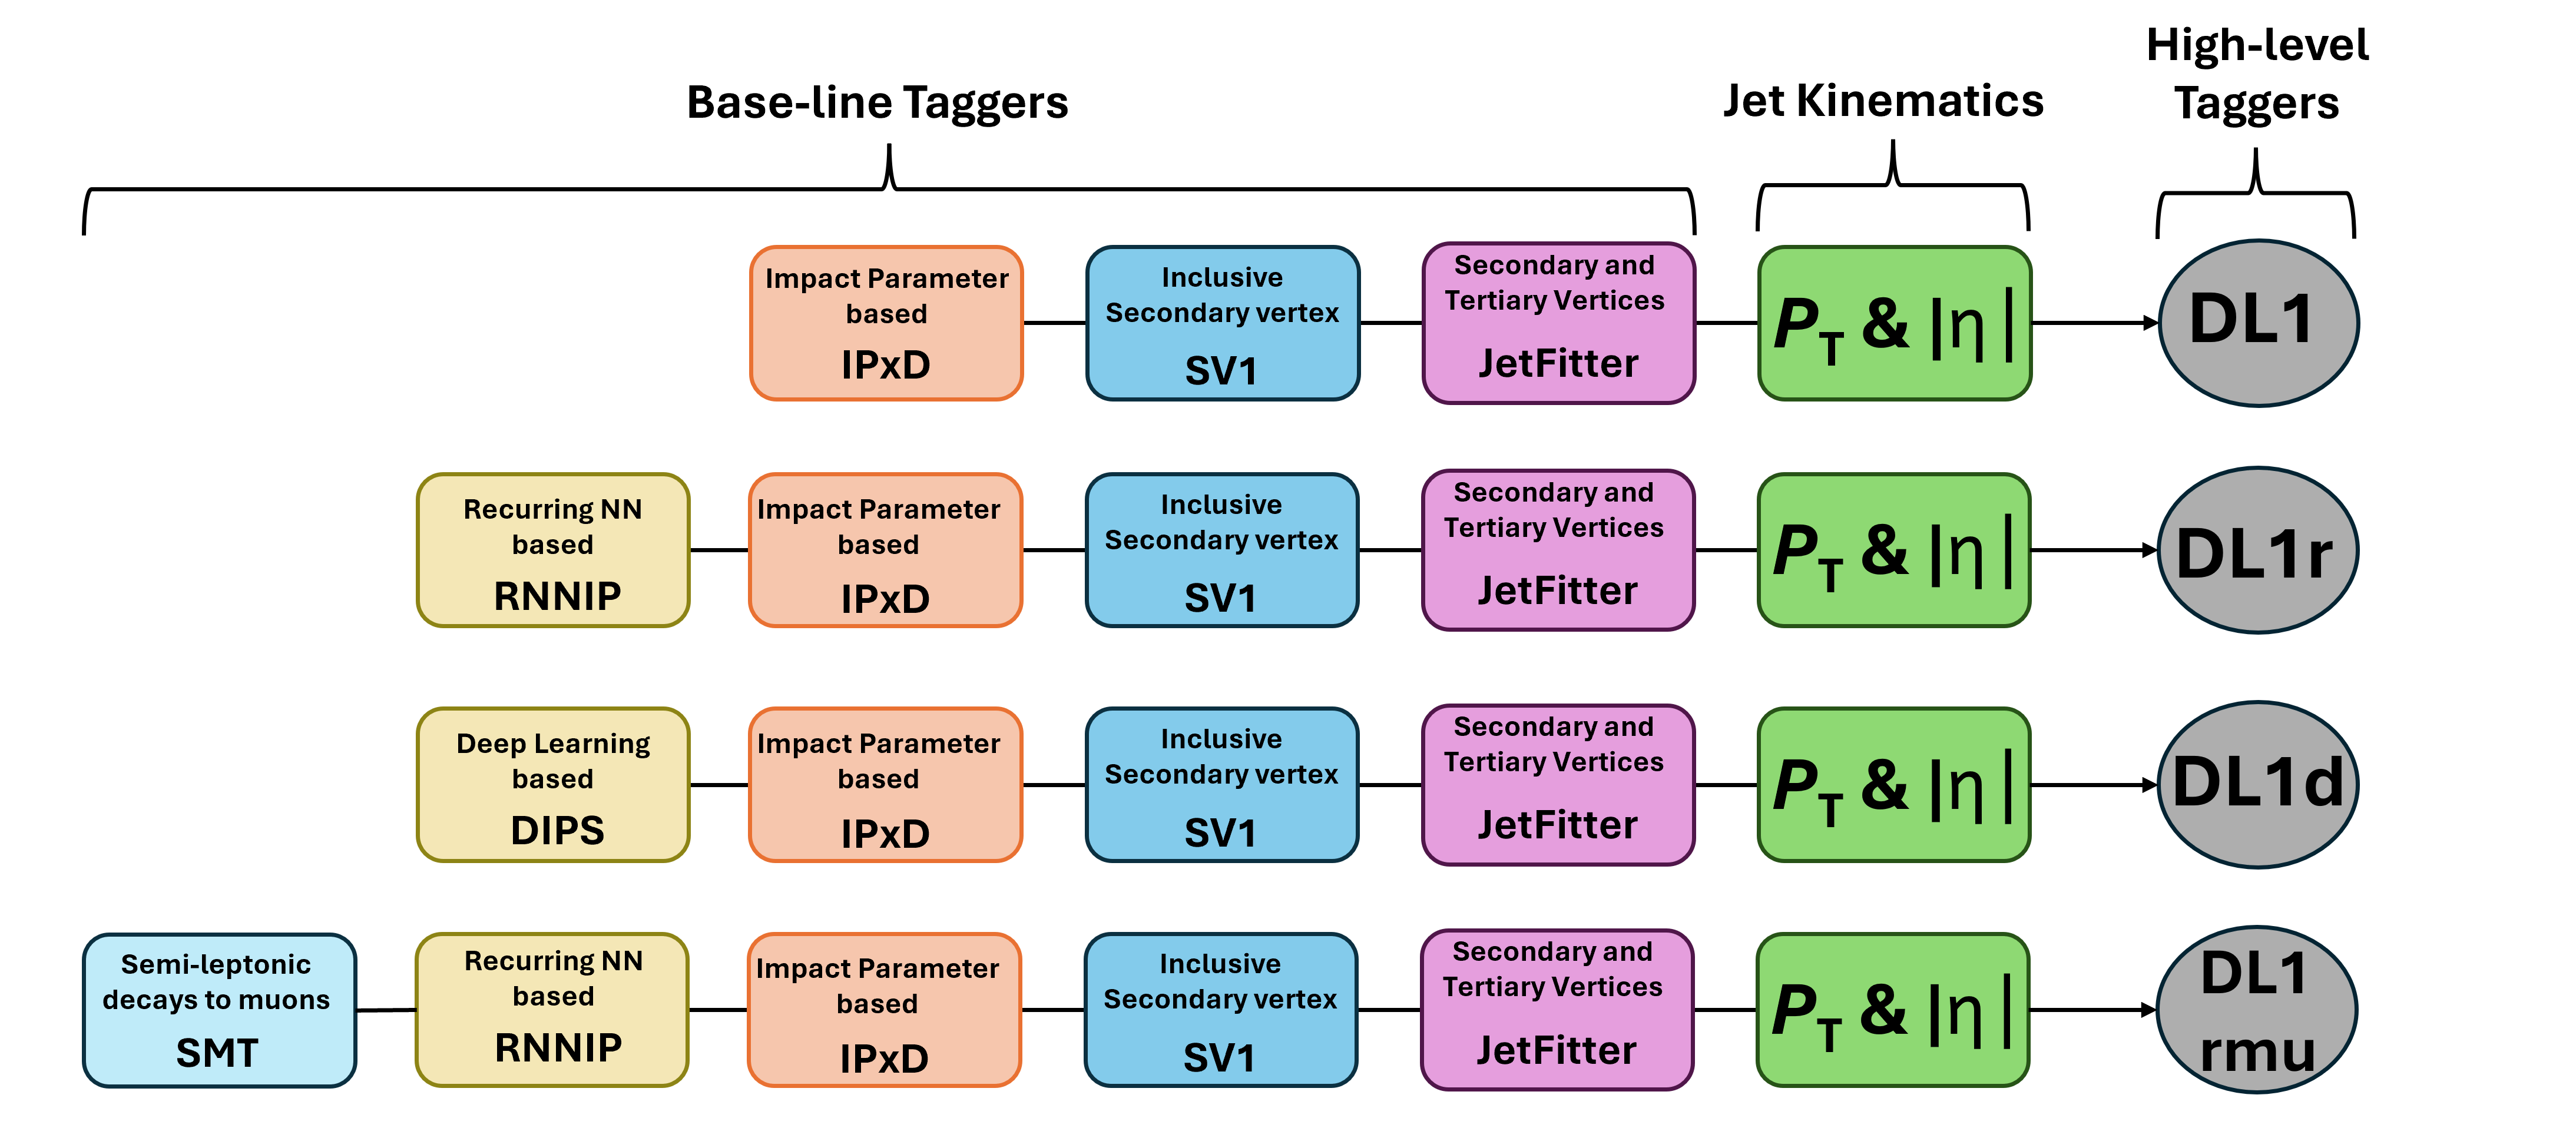 High-level
Taggers
Base-line Taggers
Jet Kinematics
Impact Parameter
based
IPxD
Inclusive
Secondary vertex
SV1
Secondary and
Tertiary Vertices
JetFitter
PT & |η|
DL1
Recurring NN
based
RNNIP
Impact Parameter
based
IPxD
Inclusive
Secondary vertex
SV1
Secondary and
Tertiary Vertices
JetFitter
PT & |η|
DL1r
Deep Learning
based
DIPS
Impact Parameter
based
IPxD
Inclusive
Secondary vertex
SV1
Secondary and
Tertiary Vertices
JetFitter
PT & |η|
DL1d
Semi-leptonic
decays to muons
SMT
Recurring NN
based
RNNIP
Impact Parameter
based
IPxD
Inclusive
Secondary vertex
SV1
Secondary and
Tertiary Vertices
JetFitter
PT & |η|
DL1
rmu